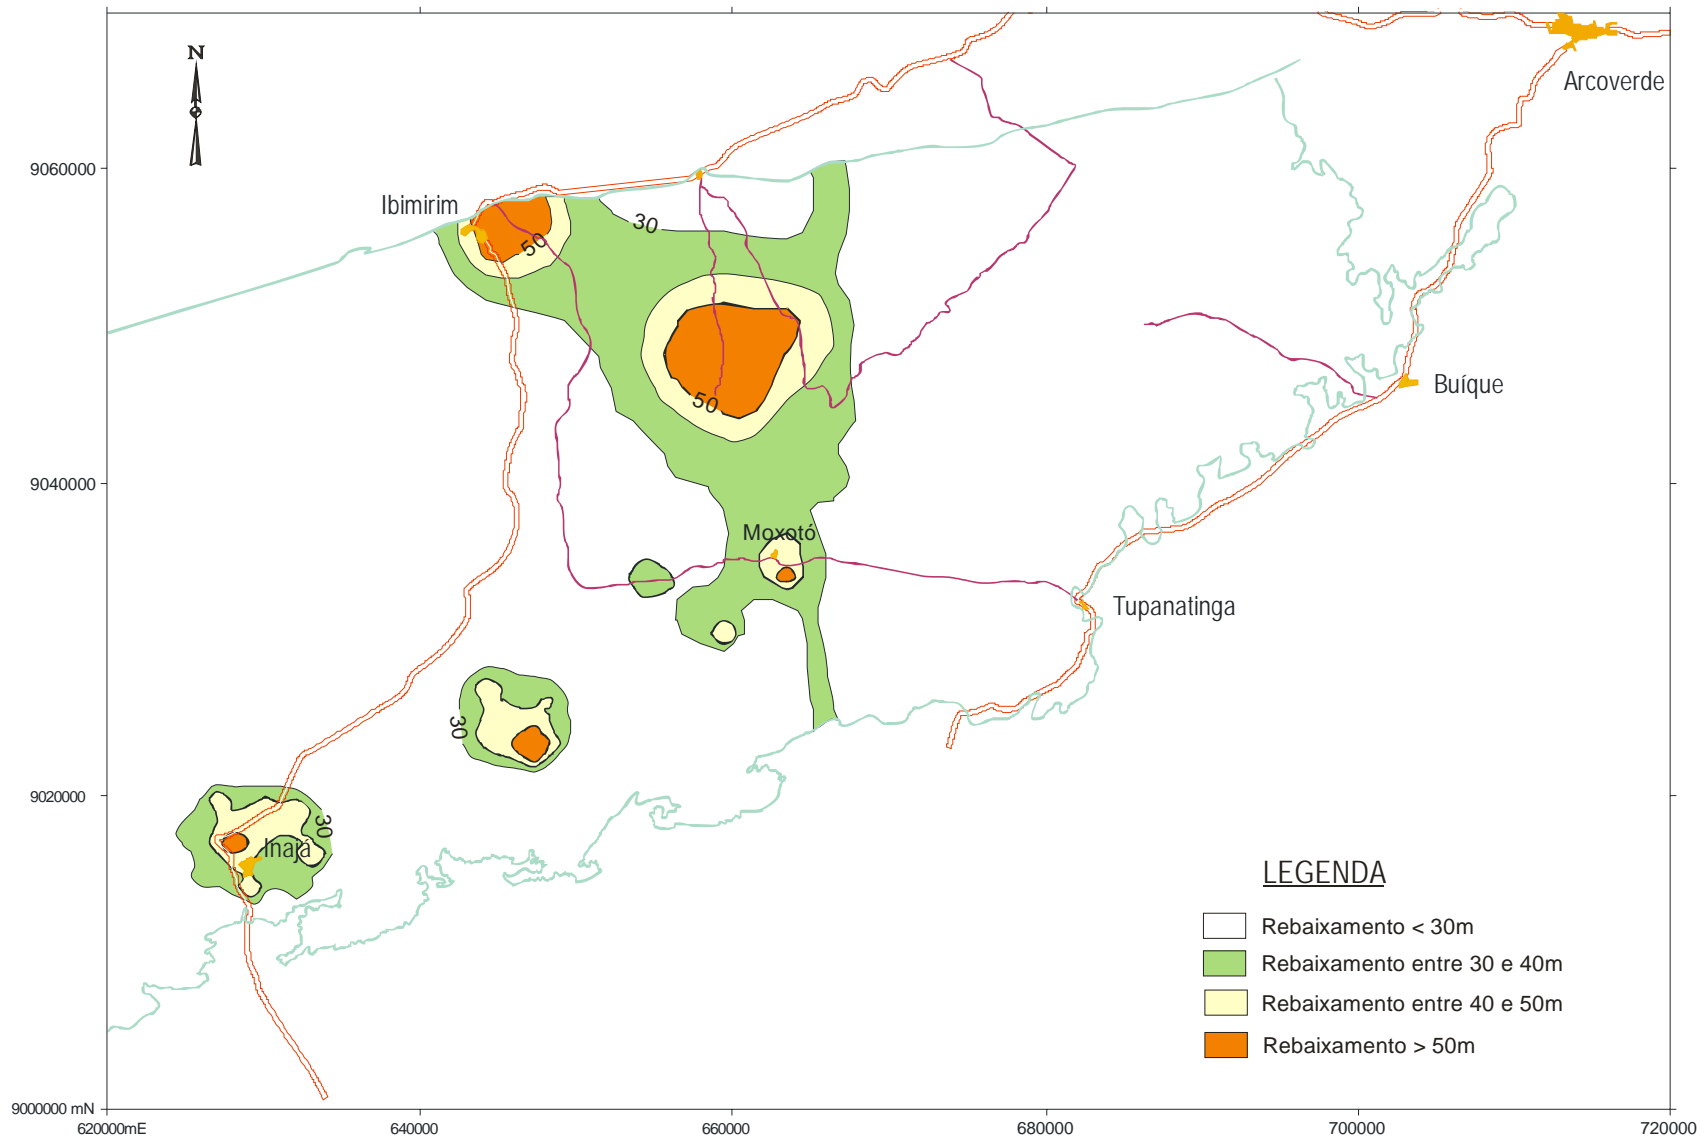 N
Arcoverde
9060000
Ibimirim
30
50
Buíque
50
9040000
Moxotó
Tupanatinga
30
9020000
30
Inajá
LEGENDA
Rebaixamento < 30m
Rebaixamento entre 30 e 40m
Rebaixamento entre 40 e 50m
Rebaixamento > 50m
9000000 mN
620000mE 640000 660000 680000 700000 720000